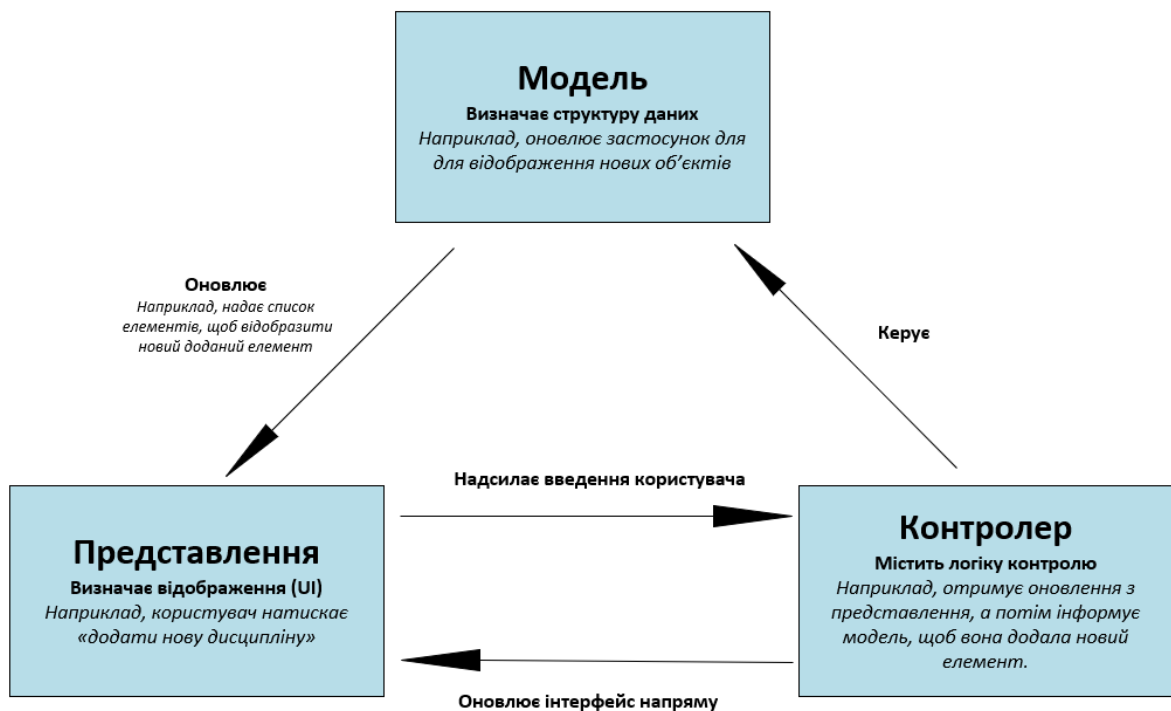 Модель
Визначає структуру даних
Наприклад, оновлює застосунок для
для відображення нових об’єктів
Оновлює
Наприклад, надає список
елементів, щоб відобразити
новий доданий елемент
Керує
Надсилає введення користувача
Представлення
Визначає відображення (UI)
Наприклад, користувач натискає
«додати нову дисципліну»
Контролер
Містить логіку контролю
Наприклад, отримує оновлення з
представлення, а потім інформує
модель, щоб вона додала новий
елемент.
Оновлює інтерфейс напряму